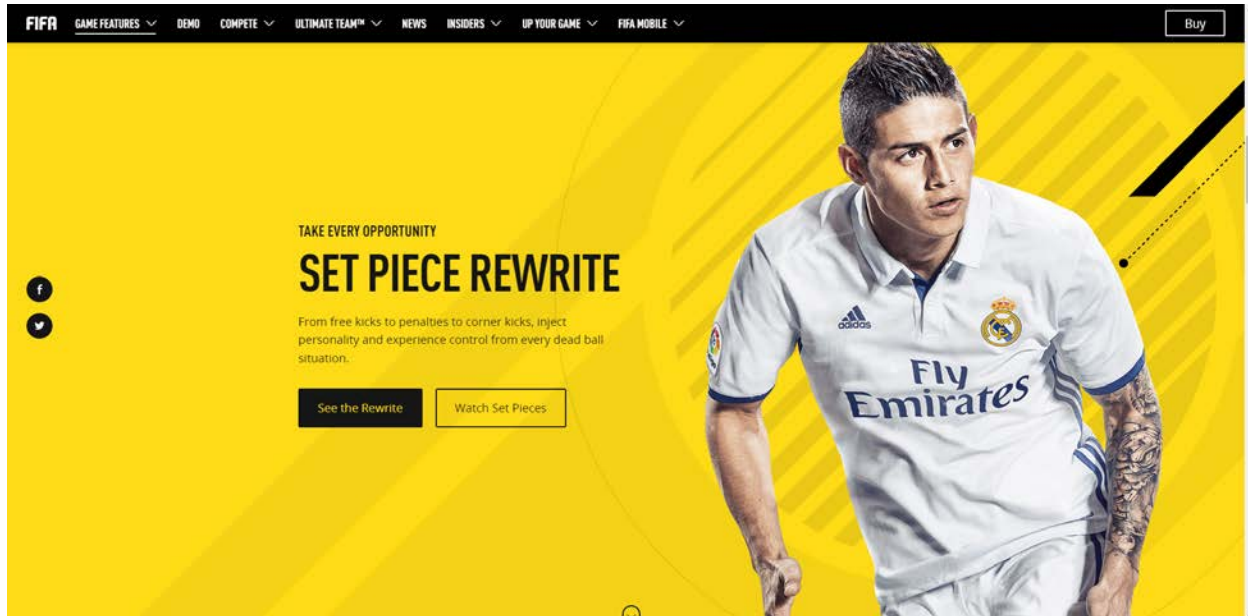 FIFA GAME FEATURES DEMO COMPETE ULTIMATE TEAM™ NEWS INSIDERS UP YOUR GAME FIFA MOBILE Buy
TAKE EVERY OPPORTUNITY
SET PIECE REWRITE
From free kicks to penalties to corner kicks, inject
personality and experience control from every dead ball
situation.
See the Rewrite Watch Set Pieces
adidas
Fly
Emirates